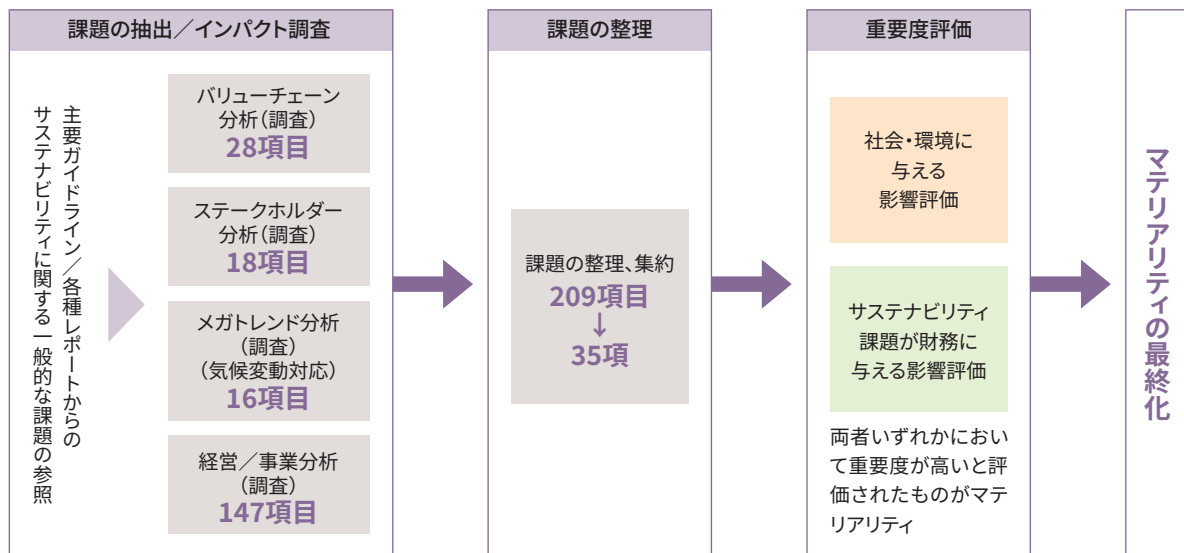 課題の抽出／インパクト調査
主要ガイドライン／各種レポートからの
サステナビリティに関する一般的な課題の参照
バリューチェーン
分析（調査）
28項目
ステークホルダー
分析（調査）
18項目
メガトレンド分析
（調査）
（気候変動対応）
16項目
経営／事業分析
（調査）
147項目
課題の整理
課題の整理、集約
209項目
↓
35項
重要度評価
社会・環境に
与える
影響評価
サステナビリティ
課題が財務に
与える影響評価
両者いずれかにおい
て重要度が高いと評
価されたものがマテ
リアリティ
マテリアリティの最終化